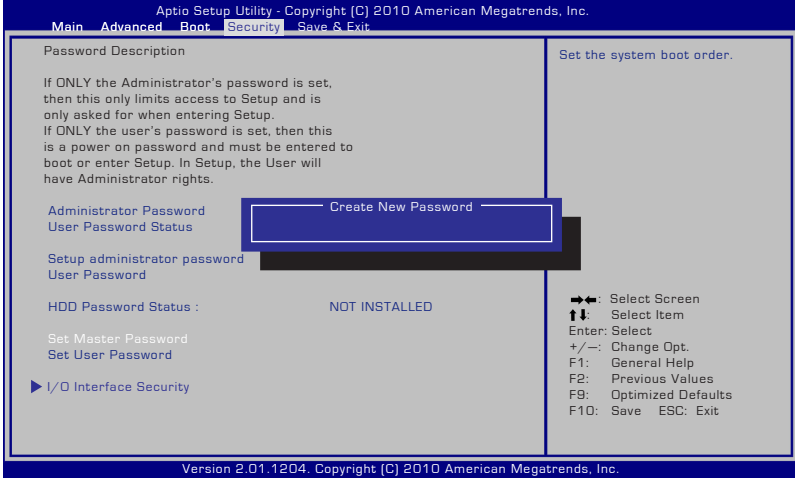 Aptio Setup Utility - Copyright (C) 2010 American Megatrends, Inc.
Main Advanced Boot Security Save & Exit
Password Description
If ONLY the Administrator's password is set,
then this only limits access to Setup and is
only asked for when entering Setup.
If ONLY the user's password is set, then this
is a power on password and must be entered to
boot or enter Setup. In Setup, the User will
have Administrator rights.
Administrator Password
User Password Status
Create New Password
Setup administrator password
User Password
HDD Password Status : NOT INSTALLED
Set Master Password
Set User Password
I/O Interface Security
Set the system boot order.
→←: Select Screen
↑↓: Select Item
Enter: Select
+/—: Change Opt.
F1: General Help
F2: Previous Values
F9: Optimized Defaults
F10: Save ESC: Exit
Version 2.01.1204. Copyright (C) 2010 American Megatrends, Inc.